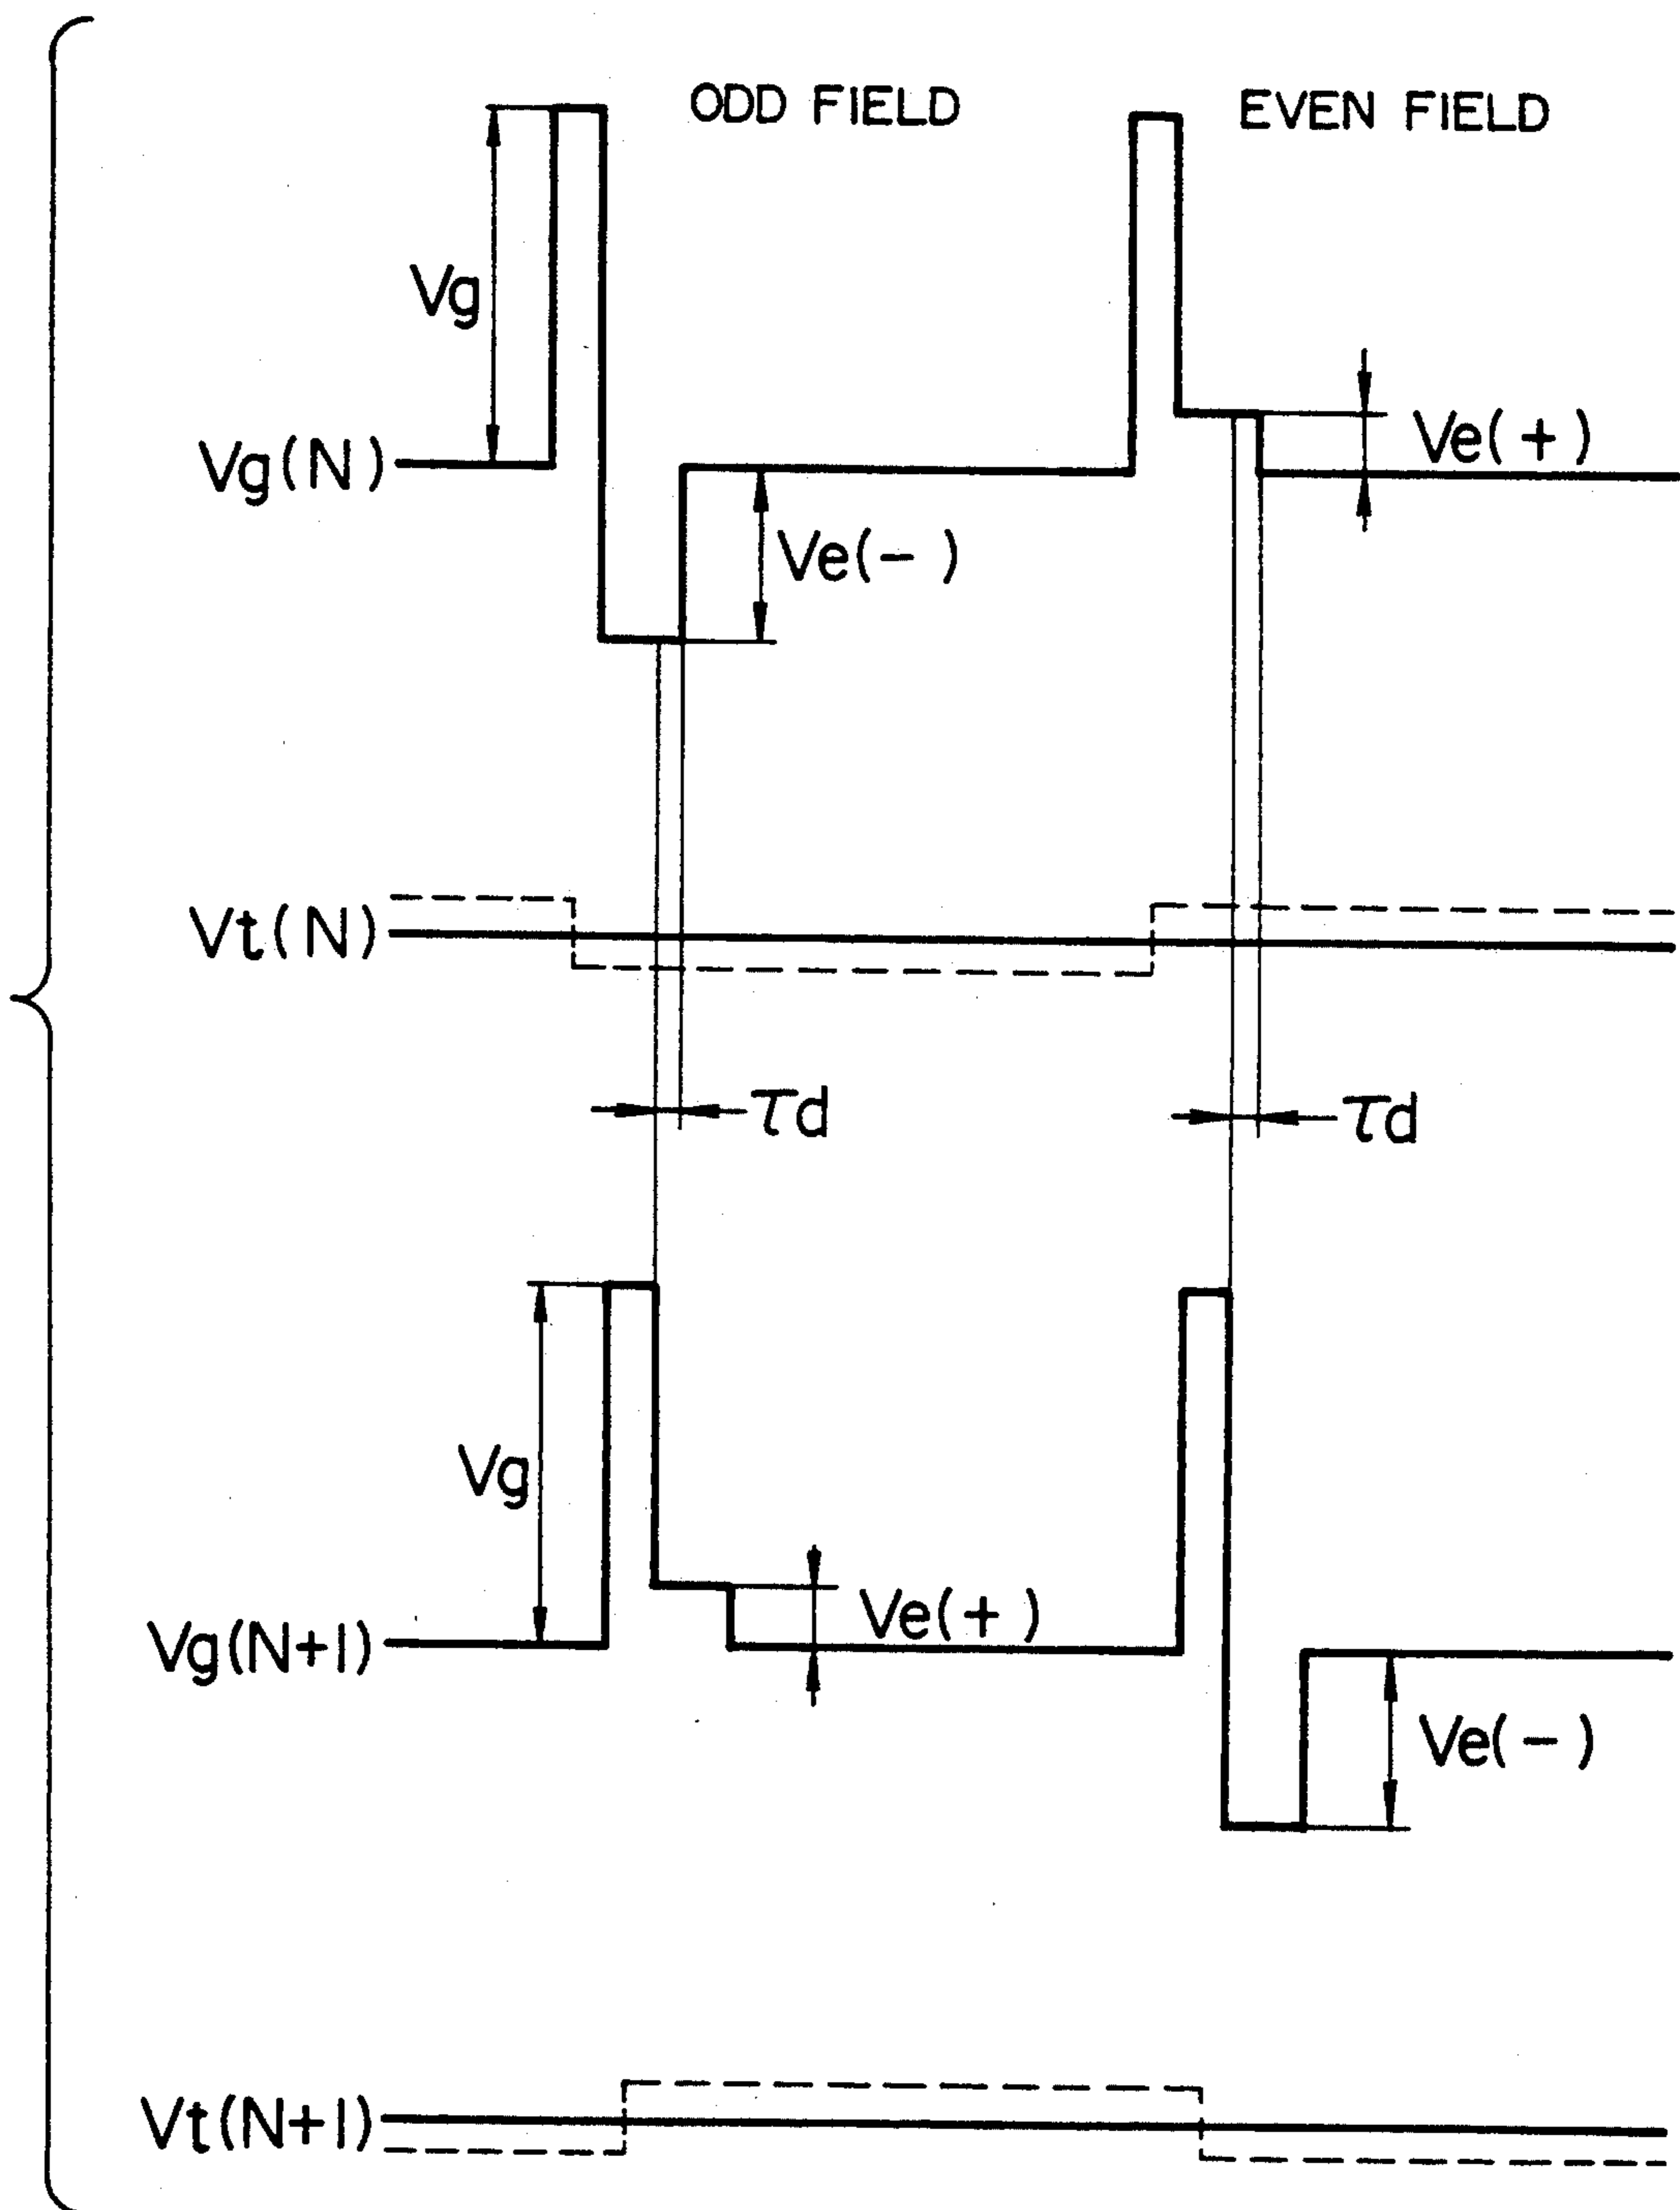 ODD FIELD
EVEN FIELD
Vg
Vg(N)
Ve(+)
Ve(-)
Vt(N)
τd
τd
Vg
Vg(N+1)
Ve(+)
Ve(-)
Vt(N+1)